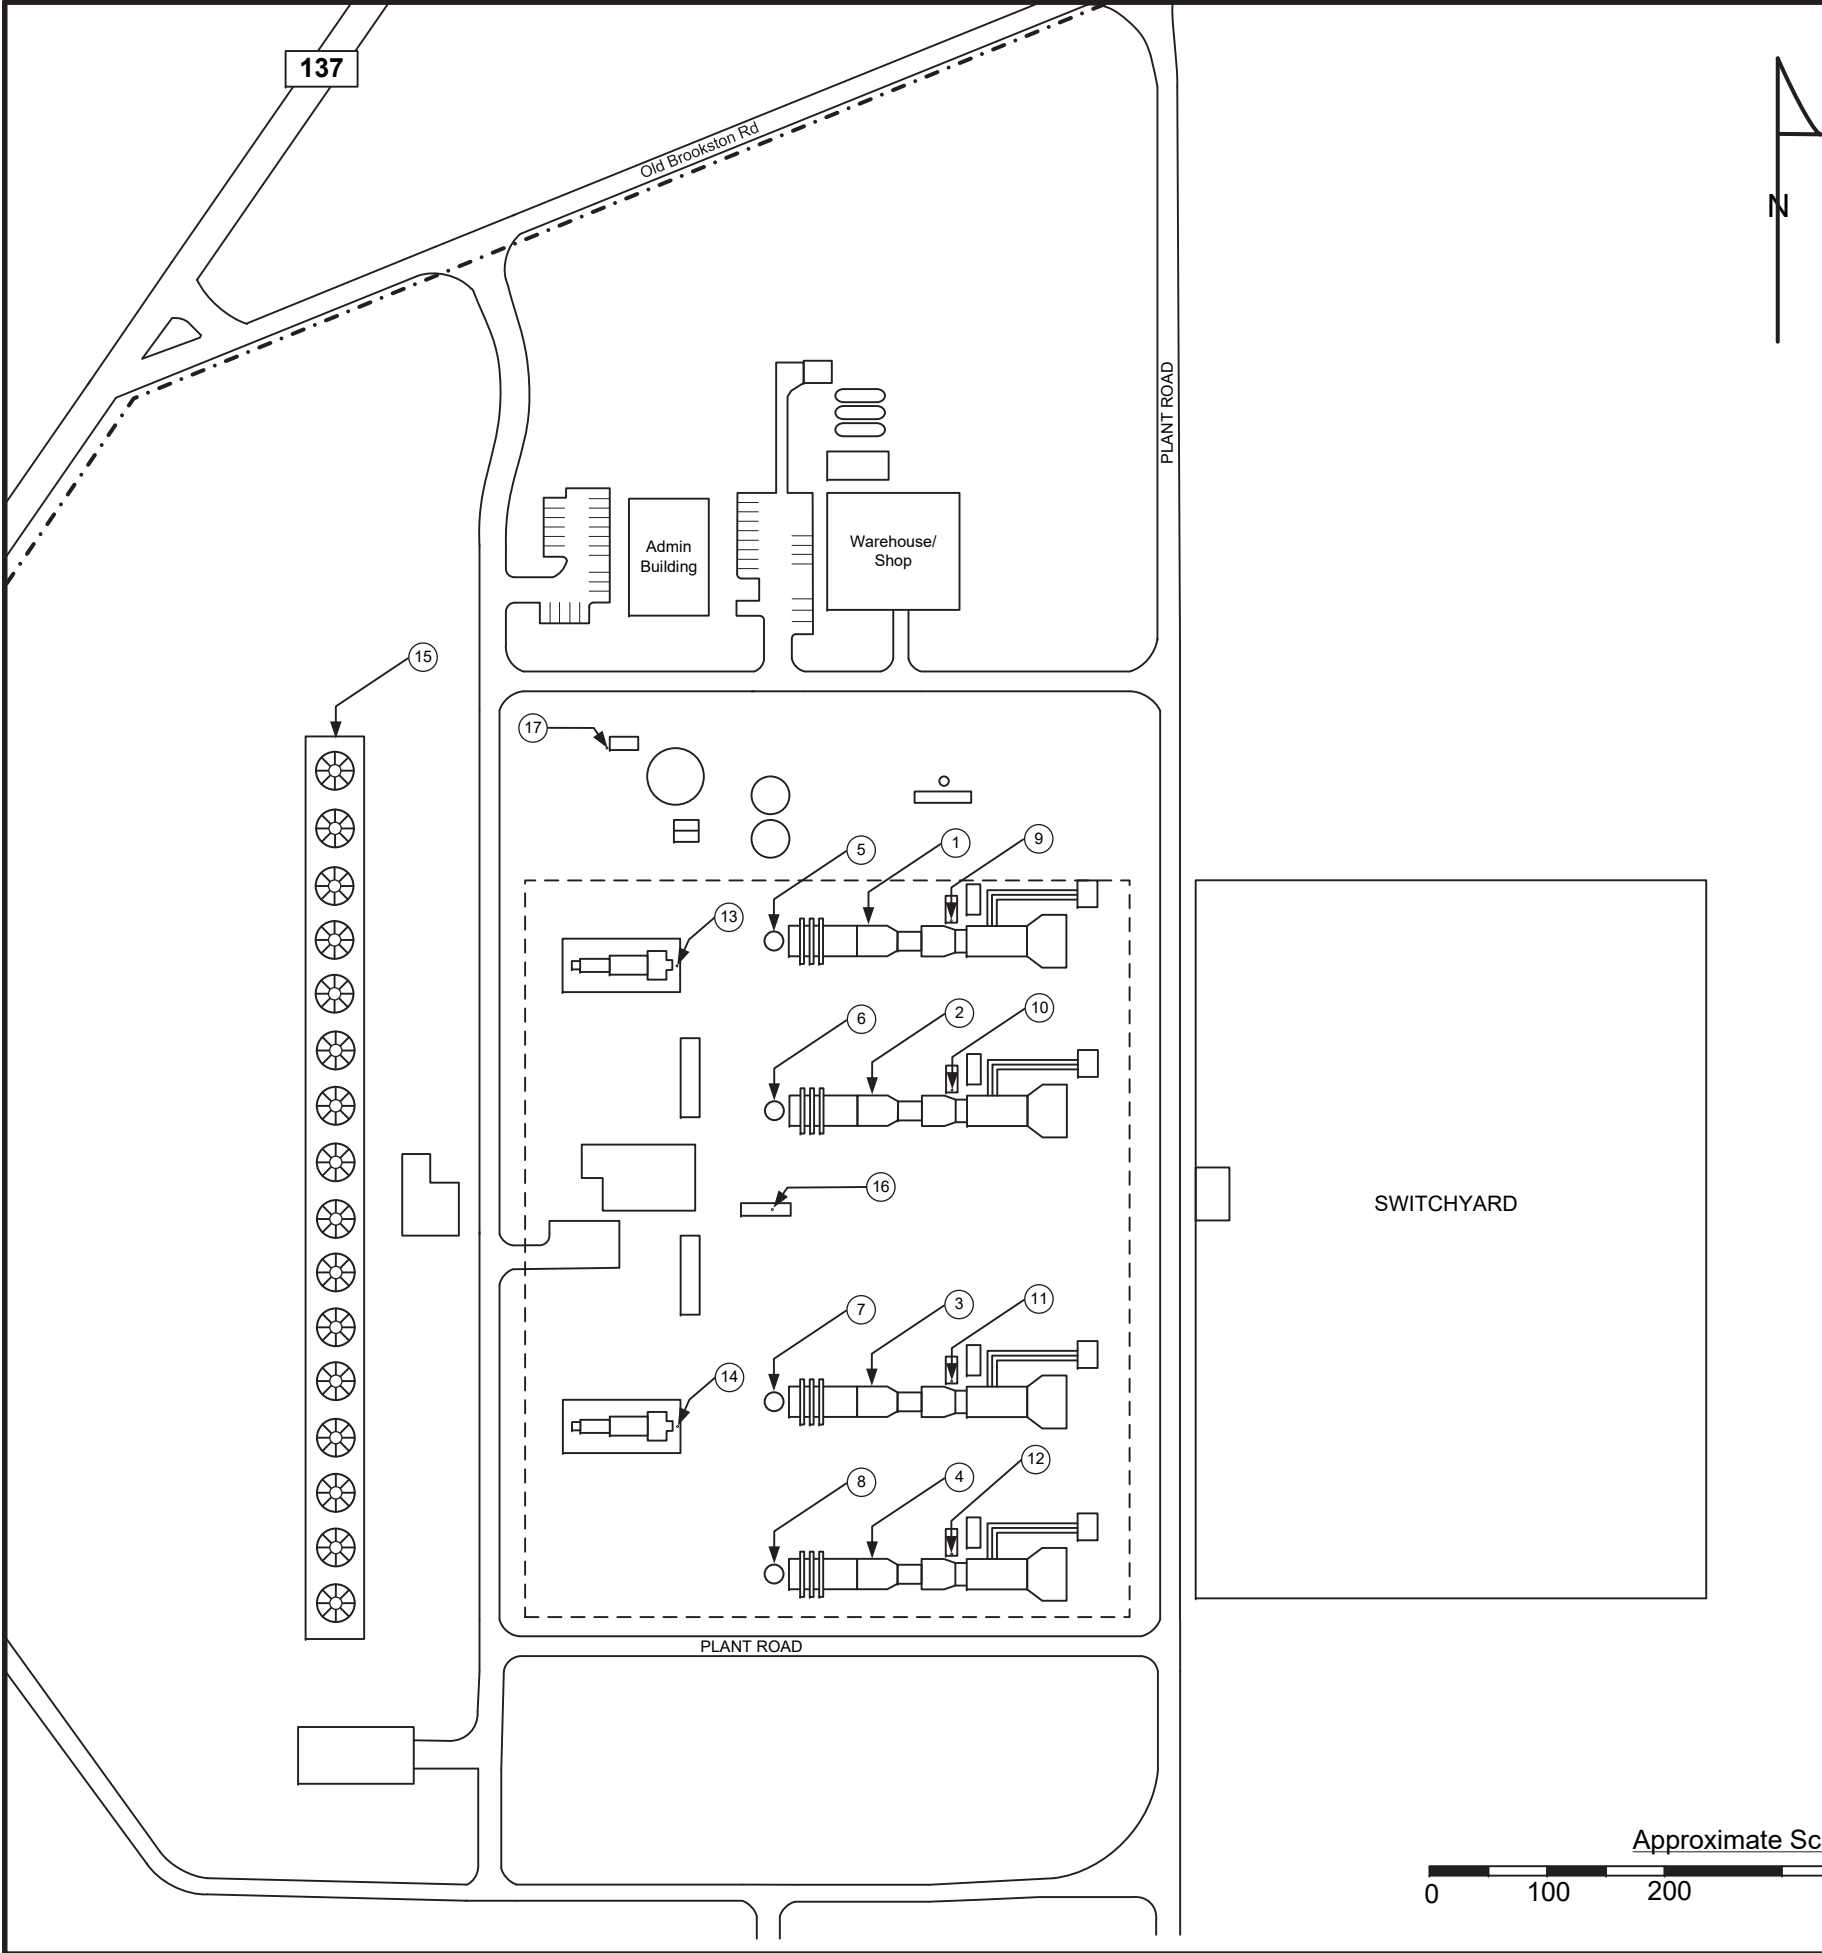 137
Old Brookston Rd
N
PLANT ROAD
Admin
Building
Warehouse/
Shop
15
17
5
1
9
13
6
2
10
16
SWITCHYARD
7
3
11
14
8
4
12
PLANT ROAD
Approximate Sc
0
100
200